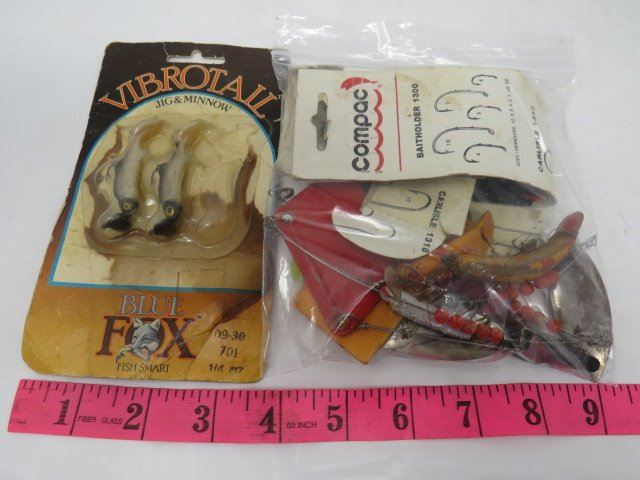 VIBROTAIL
JIG & MINNOW
BLUE
FOX
FISH SMART
09-30
701
compac
BAITHOLDER 1300
CARLISLE 1318
1 2 3 4 5 6 7 8 9
FIBER-GLASS
60 INCH